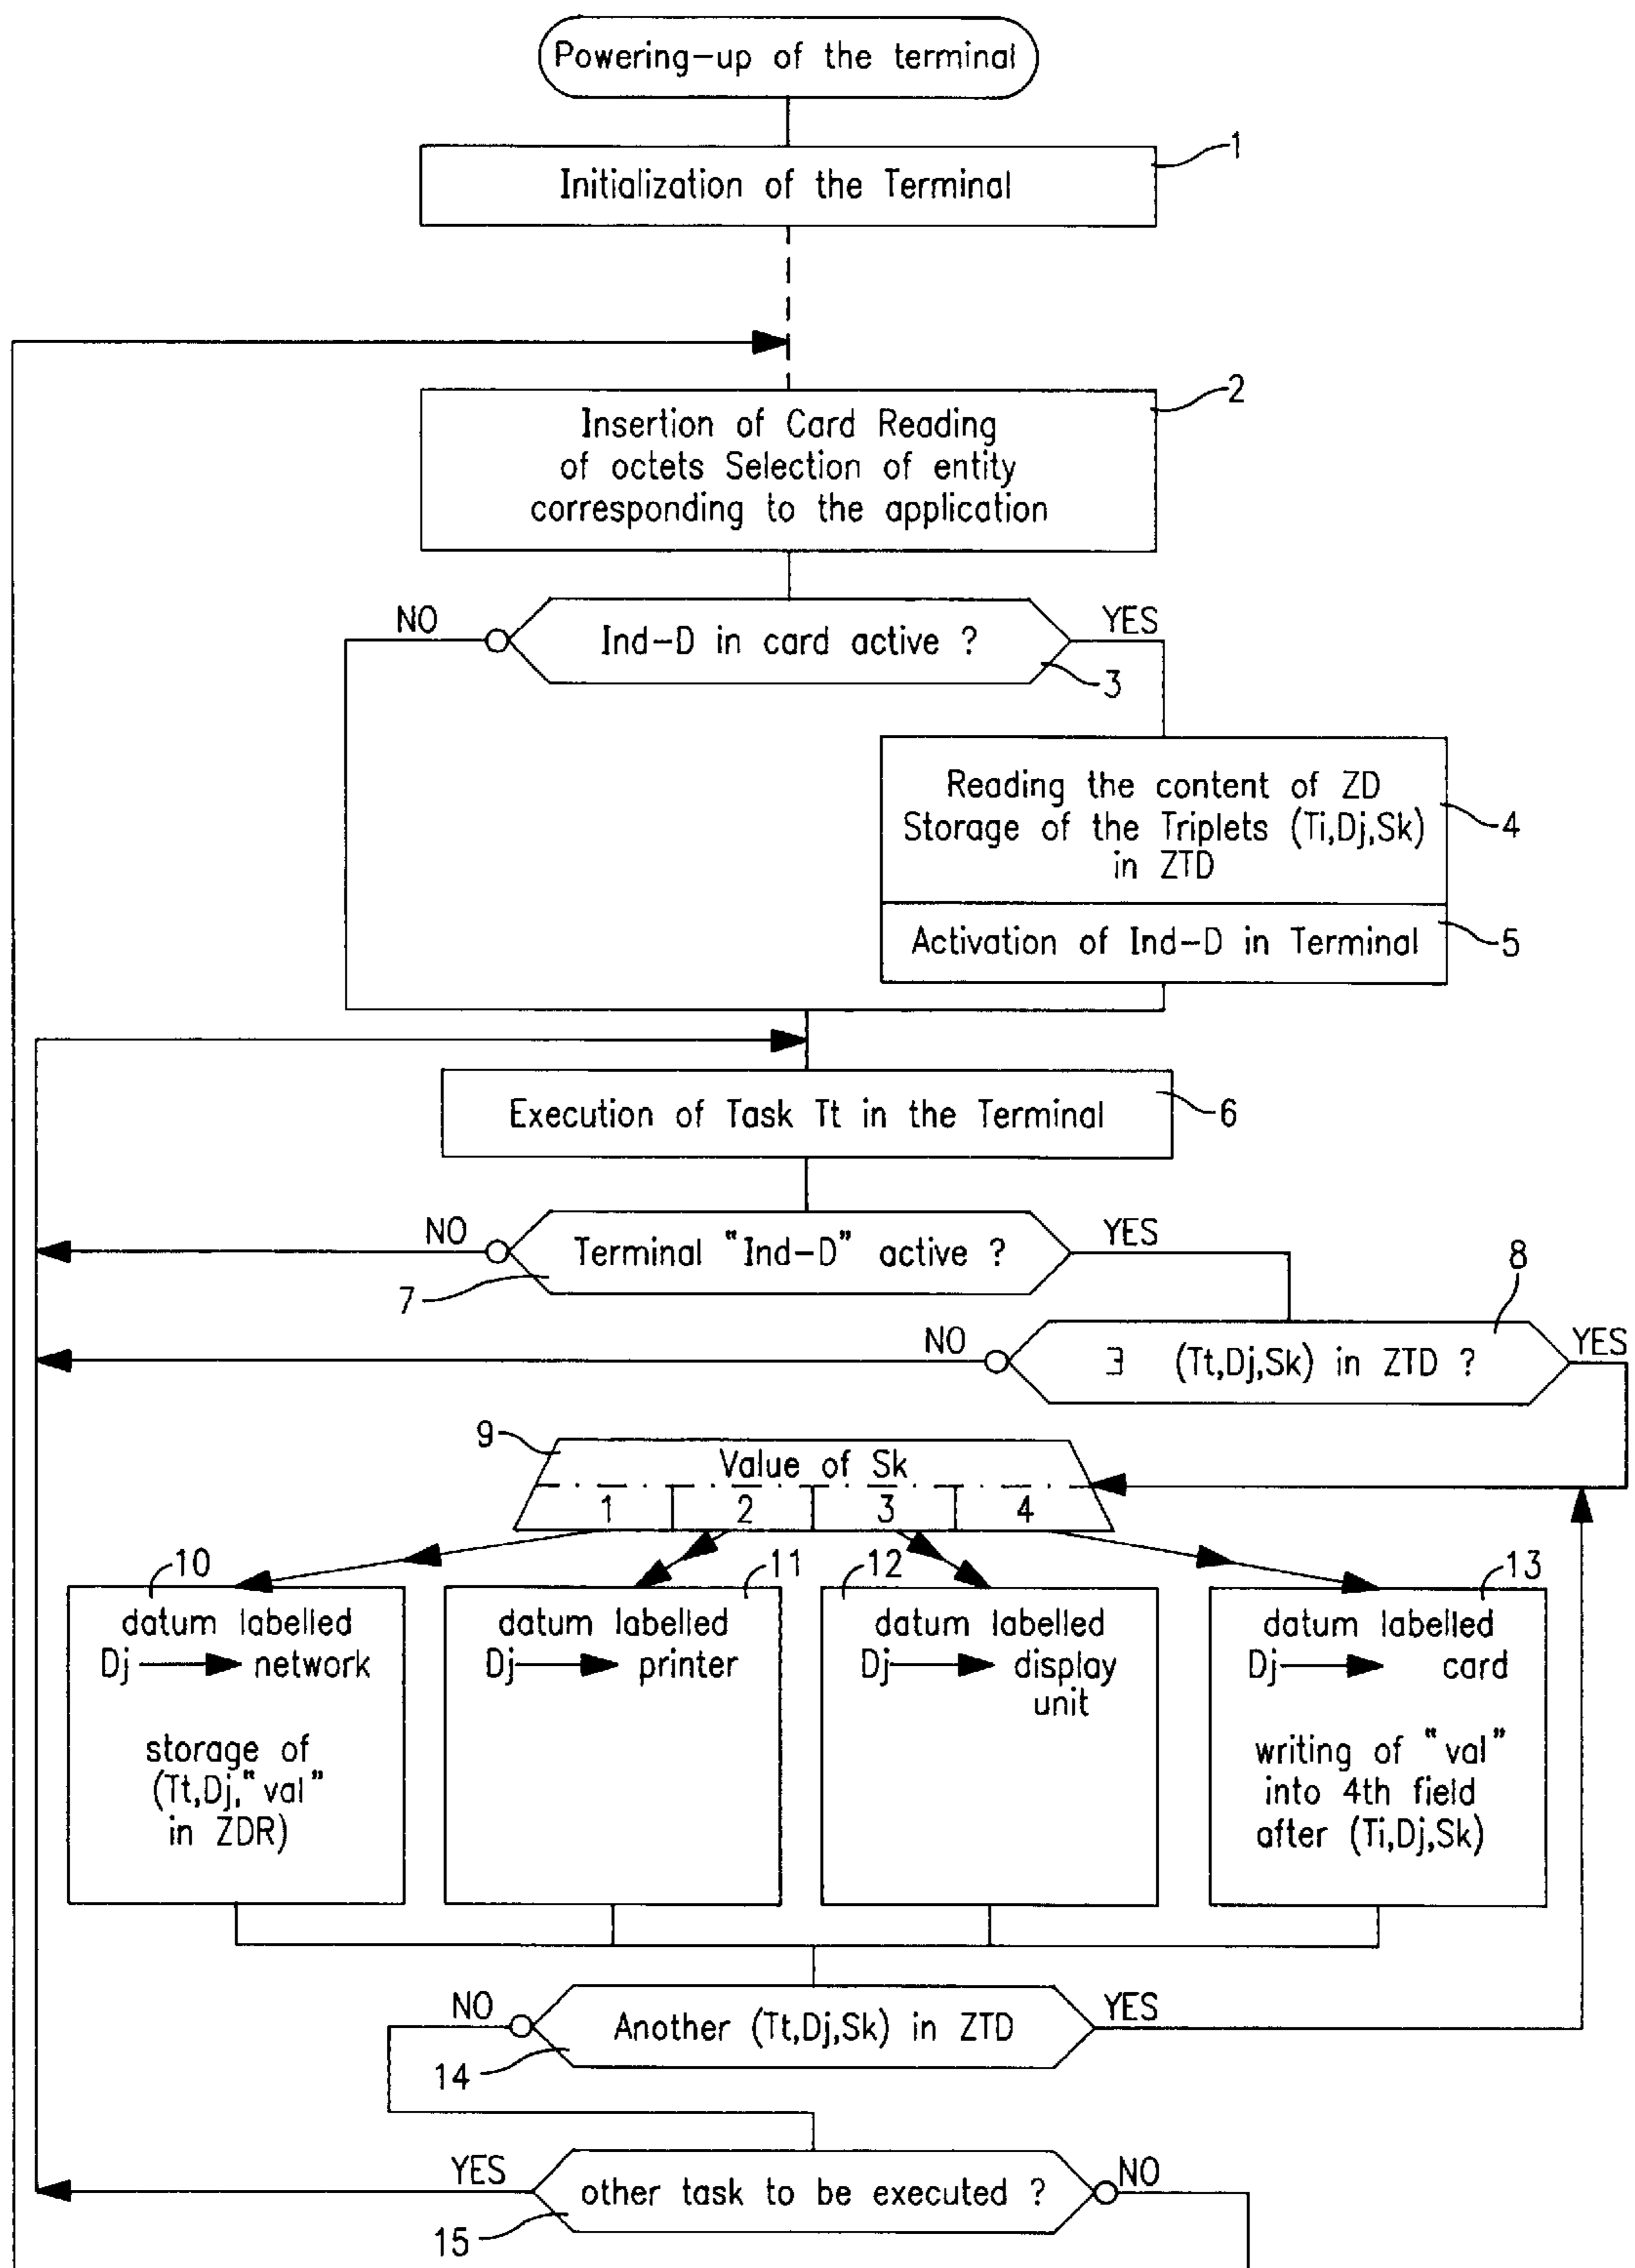 Powering-up of the terminal
1
Initialization of the Terminal
2
Insertion of Card Reading
of octets Selection of entity
corresponding to the application
NO
YES
Ind-D in card active ?
3
Reading the content of ZD
Storage of the Triplets (Ti,Dj,Sk)
in ZTD
4
Activation of Ind-D in Terminal
5
Execution of Task Tt in the Terminal
6
NO
YES
Terminal "Ind-D" active ?
7
8
NO
YES
∃ (Tt,Dj,Sk) in ZTD ?
9
Value of Sk
1 2 3 4
10
datum labelled
Dj network
storage of
(Tt,Dj,"val"
in ZDR)
11
datum labelled
Dj printer
12
datum labelled
Dj display
unit
13
datum labelled
Dj card
writing of "val"
into 4th field
after (Ti,Dj,Sk)
NO
YES
Another (Tt,Dj,Sk) in ZTD
14
YES
NO
other task to be executed ?
15